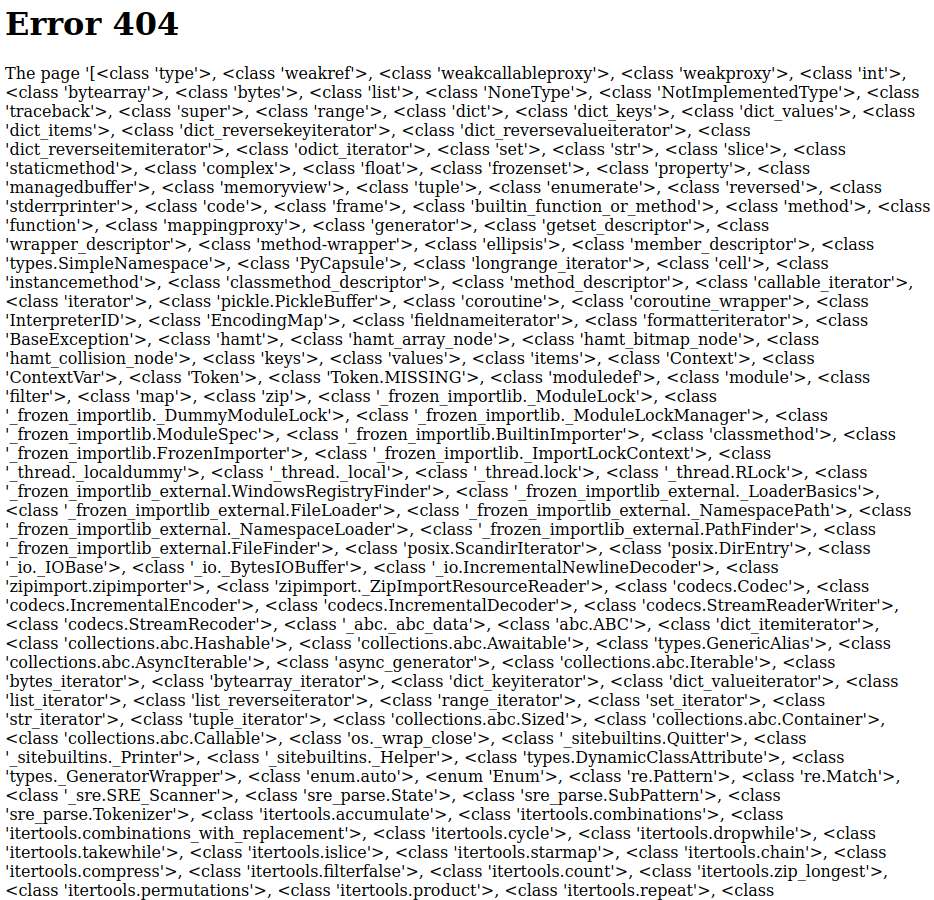 Error 404
The page '[<class 'type'>, <class 'weakref'>, <class 'weakcallableproxy'>, <class 'weakproxy'>, <class 'int'>,
<class 'bytearray'>, <class 'bytes'>, <class 'list'>, <class 'NoneType'>, <class 'NotImplementedType'>, <class
'traceback'>, <class 'super'>, <class 'range'>, <class 'dict'>, <class 'dict_keys'>, <class 'dict_values'>, <class
'dict_items'>, <class 'dict_reversekeyiterator'>, <class 'dict_reversevalueiterator'>, <class
'dict_reverseitemiterator'>, <class 'odict_iterator'>, <class 'set'>, <class 'str'>, <class 'slice'>, <class
'staticmethod'>, <class 'complex'>, <class 'float'>, <class 'frozenset'>, <class 'property'>, <class
'managedbuffer'>, <class 'memoryview'>, <class 'tuple'>, <class 'enumerate'>, <class 'reversed'>, <class
'stderrprinter'>, <class 'code'>, <class 'frame'>, <class 'builtin_function_or_method'>, <class 'method'>, <class
'function'>, <class 'mappingproxy'>, <class 'generator'>, <class 'getset_descriptor'>, <class
'wrapper_descriptor'>, <class 'method-wrapper'>, <class 'ellipsis'>, <class 'member_descriptor'>, <class
'types.SimpleNamespace'>, <class 'PyCapsule'>, <class 'longrange_iterator'>, <class 'cell'>, <class
'instancemethod'>, <class 'classmethod_descriptor'>, <class 'method_descriptor'>, <class 'callable_iterator'>,
<class 'iterator'>, <class 'pickle.PickleBuffer'>, <class 'coroutine'>, <class 'coroutine_wrapper'>, <class
'InterpreterID'>, <class 'EncodingMap'>, <class 'fieldnameiterator'>, <class 'formatteriterator'>, <class
'BaseException'>, <class 'hamt'>, <class 'hamt_array_node'>, <class 'hamt_bitmap_node'>, <class
'hamt_collision_node'>, <class 'keys'>, <class 'values'>, <class 'items'>, <class 'Context'>, <class
'ContextVar'>, <class 'Token'>, <class 'Token.MISSING'>, <class 'moduledef'>, <class 'module'>, <class
'filter'>, <class 'map'>, <class 'zip'>, <class '_frozen_importlib._ModuleLock'>, <class
'_frozen_importlib._DummyModuleLock'>, <class '_frozen_importlib._ModuleLockManager'>, <class
'_frozen_importlib.ModuleSpec'>, <class '_frozen_importlib.BuiltinImporter'>, <class 'classmethod'>, <class
'_frozen_importlib.FrozenImporter'>, <class '_frozen_importlib._ImportLockContext'>, <class
'_thread._localdummy'>, <class '_thread._local'>, <class '_thread.lock'>, <class '_thread.RLock'>, <class
'_frozen_importlib_external.WindowsRegistryFinder'>, <class '_frozen_importlib_external._LoaderBasics'>,
<class '_frozen_importlib_external.FileLoader'>, <class '_frozen_importlib_external._NamespacePath'>, <class
'_frozen_importlib_external._NamespaceLoader'>, <class '_frozen_importlib_external.PathFinder'>, <class
'_frozen_importlib_external.FileFinder'>, <class 'posix.ScandirIterator'>, <class 'posix.DirEntry'>, <class
'_io._IOBase'>, <class '_io._BytesIOBuffer'>, <class '_io.IncrementalNewlineDecoder'>, <class
'zipimport.zipimporter'>, <class 'zipimport._ZipImportResourceReader'>, <class 'codecs.Codec'>, <class
'codecs.IncrementalEncoder'>, <class 'codecs.IncrementalDecoder'>, <class 'codecs.StreamReaderWriter'>,
<class 'codecs.StreamRecoder'>, <class '_abc._abc_data'>, <class 'abc.ABC'>, <class 'dict_itemiterator'>,
<class 'collections.abc.Hashable'>, <class 'collections.abc.Awaitable'>, <class 'types.GenericAlias'>, <class
'collections.abc.AsyncIterable'>, <class 'async_generator'>, <class 'collections.abc.Iterable'>, <class
'bytes_iterator'>, <class 'bytearray_iterator'>, <class 'dict_keyiterator'>, <class 'dict_valueiterator'>, <class
'list_iterator'>, <class 'list_reverseiterator'>, <class 'range_iterator'>, <class 'set_iterator'>, <class
'str_iterator'>, <class 'tuple_iterator'>, <class 'collections.abc.Sized'>, <class 'collections.abc.Container'>,
<class 'collections.abc.Callable'>, <class 'os._wrap_close'>, <class '_sitebuiltins.Quitter'>, <class
'_sitebuiltins._Printer'>, <class '_sitebuiltins._Helper'>, <class 'types.DynamicClassAttribute'>, <class
'types._GeneratorWrapper'>, <class 'enum.auto'>, <enum 'Enum'>, <class 're.Pattern'>, <class 're.Match'>,
<class '_sre.SRE_Scanner'>, <class 'sre_parse.State'>, <class 'sre_parse.SubPattern'>, <class
'sre_parse.Tokenizer'>, <class 'itertools.accumulate'>, <class 'itertools.combinations'>, <class
'itertools.combinations_with_replacement'>, <class 'itertools.cycle'>, <class 'itertools.dropwhile'>, <class
'itertools.takewhile'>, <class 'itertools.islice'>, <class 'itertools.starmap'>, <class 'itertools.chain'>, <class
'itertools.compress'>, <class 'itertools.filterfalse'>, <class 'itertools.count'>, <class 'itertools.zip_longest'>,
<class 'itertools.permutations'>, <class 'itertools.product'>, <class 'itertools.repeat'>, <class